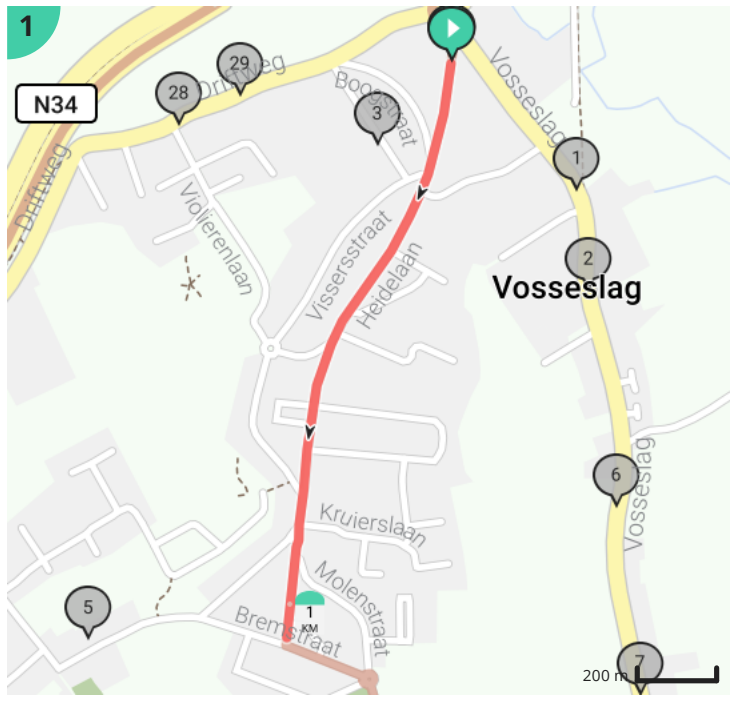 1
29
Driftweg
28
N34
Boogstraat
3
Vosseslag
1
Driftweg
Violierenlaan
Vissersstraat
Heidelaan
2
Vosseslag
6
Vosseslag
Kruierslaan
Molenstraat
5
1
KM
Bremstraat
7
200 m